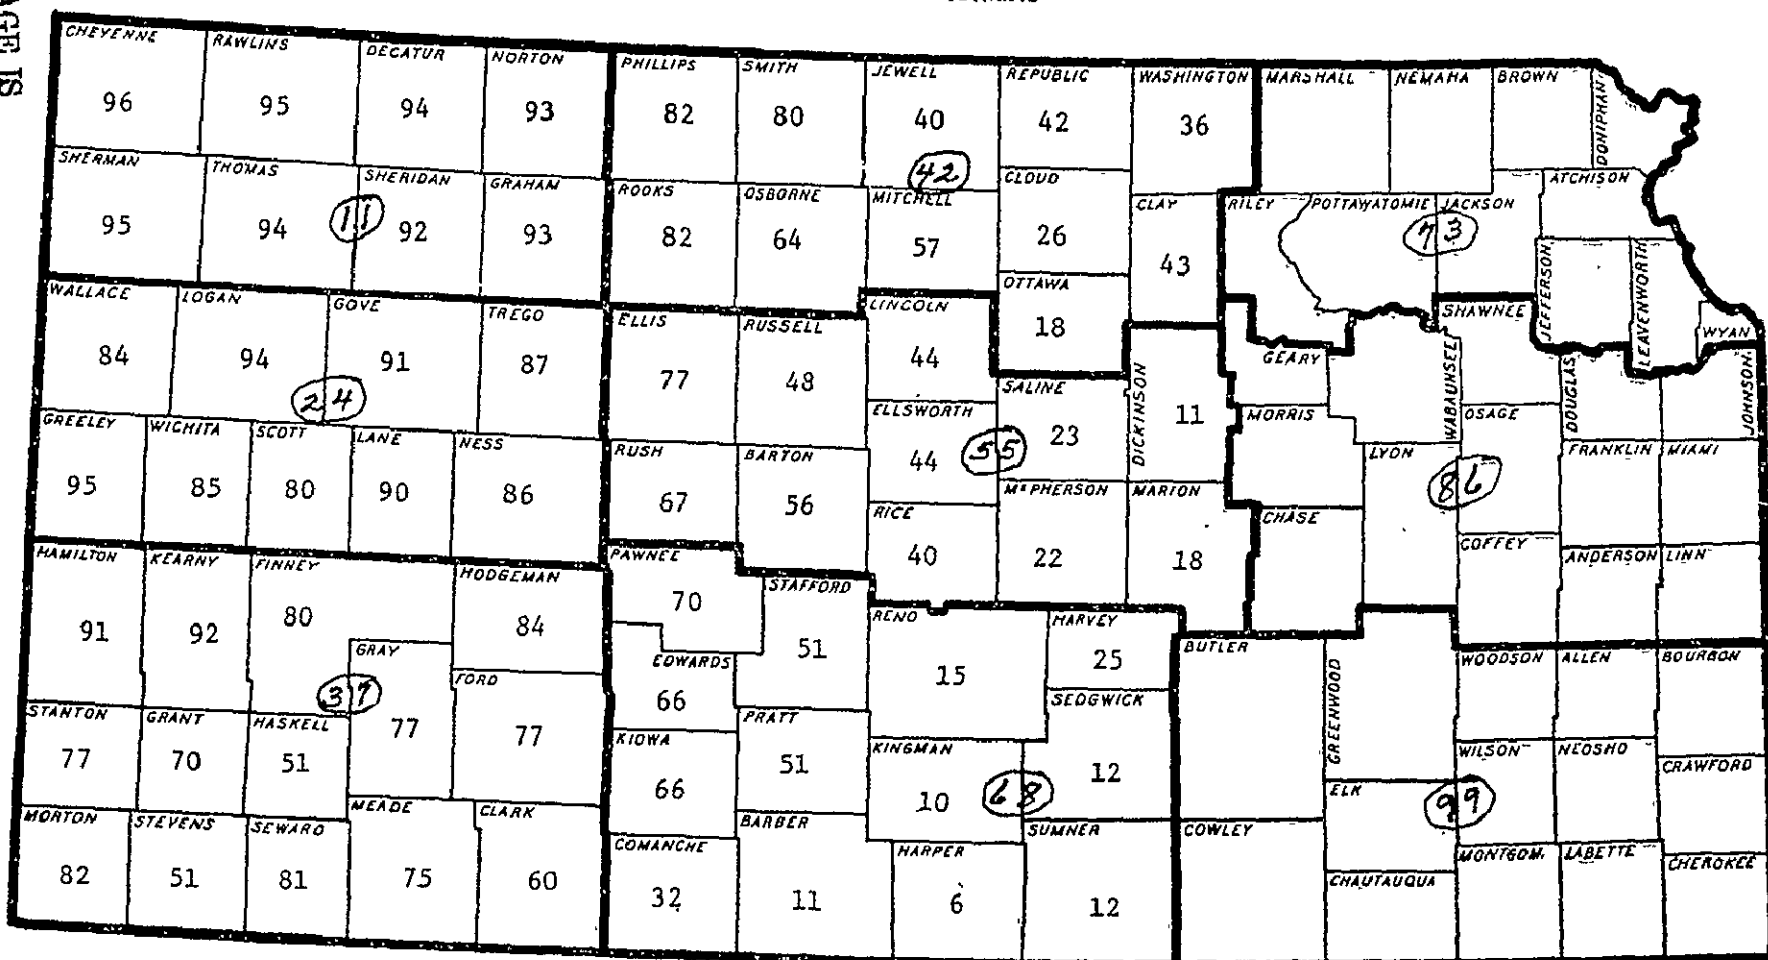 AGE IS
CHEYENNE RAWLINS DECATUR NORTON PHILLIPS SMITH JEWELL REPUBLIC WASHINGTON MARSHALL NEMAHA BROWN DONIPHAN
96 95 94 93 82 80 40 42 36
SHERMAN THOMAS SHERIDAN GRAHAM ROOKS OSBORNE MITCHELL CLOUD CLAY RILEY POTTAWATOMIE JACKSON ATCHISON
42
95 94 11 92 93 82 64 57 26 43 73
JEFFERSON LEAVENWORTH
WALLACE LOGAN GOVE TREGO ELLIS RUSSELL LINCOLN OTTAWA SHAWNEE WYAN
84 94 91 87 77 48 44 18
24
GEARY WABAUNSEE DOUGLAS JOHNSON
SALINE DICKINSON MORRIS OSAGE
23 11
GREELEY WICHITA SCOTT LANE NESS RUSH BARTON ELLSWORTH LYON FRANKLIN MIAMI
95 85 80 90 86 67 56 44 55 86
RICE McPHERSON MARION CHASE COFFEY ANDERSON LINN
40 22 18
HAMILTON KEARNY FINNEY HODGEMAN PAWNEE STAFFORD RENO HARVEY
91 92 80 84 70 51 15 25
GRAY FORD EDWARDS SEDGWICK BUTLER GREENWOOD WOODSON ALLEN BOURBON
37 77 77 66 12
STANTON GRANT HASKELL KIOWA PRATT KINGMAN WILSON NEOSHO CRAWFORD
77 70 51 66 51 10 68 ELK 99
MORTON STEVENS SEWARD MEADE CLARK COMANCHE BARBER HARPER SUMNER COWLEY CHAUTAUQUA MONTGOM. LABETTE CHEROKEE
82 51 81 75 60 32 11 6 12